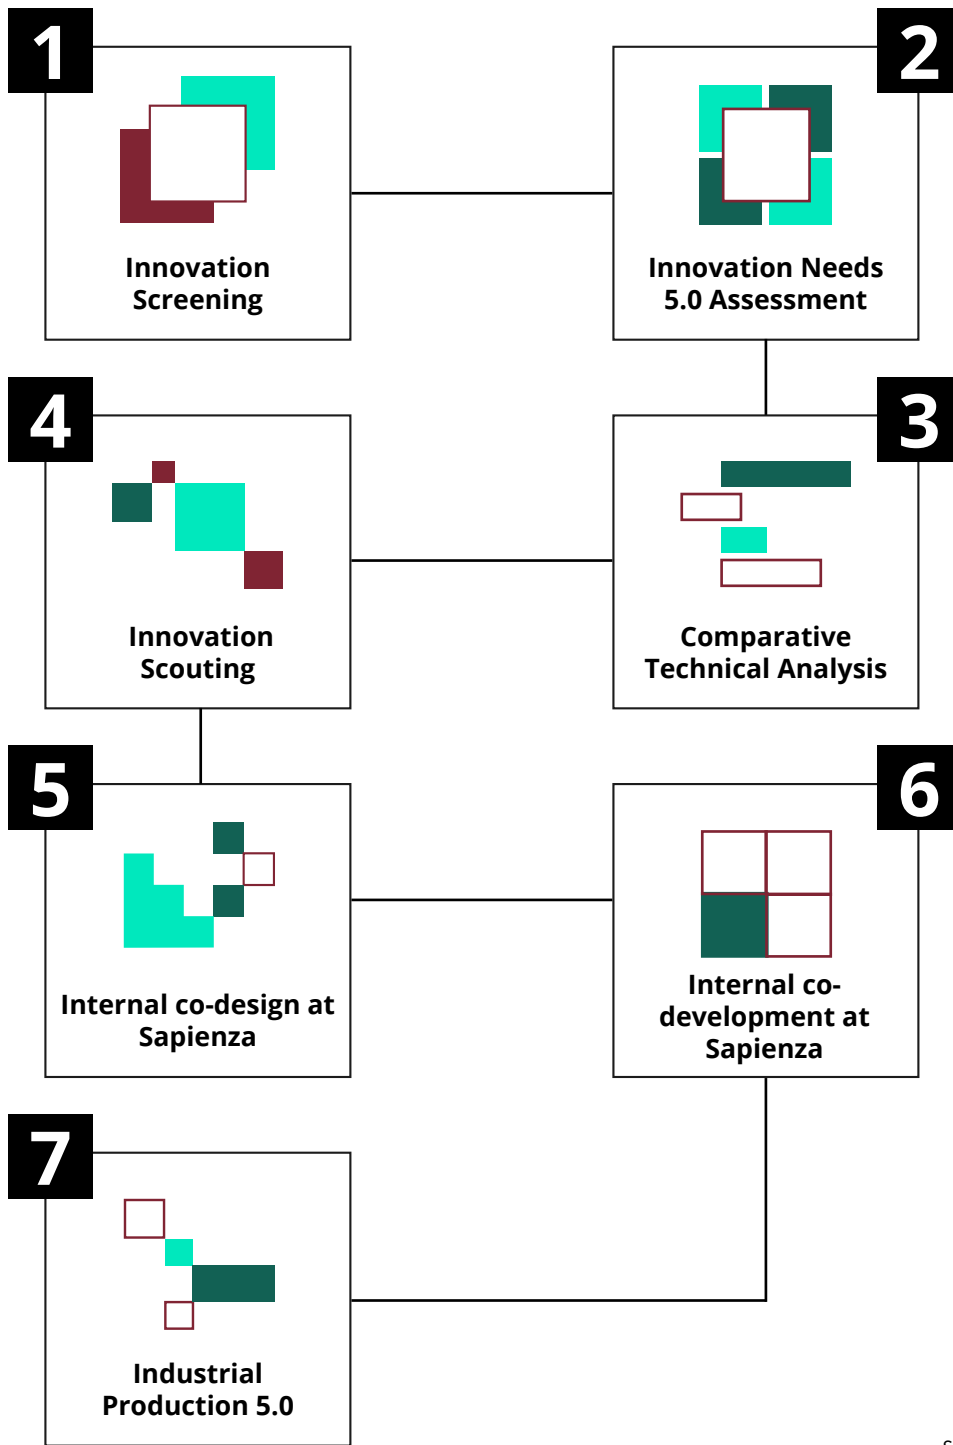 1
Innovation
Screening
2
Innovation Needs
5.0 Assessment
3
Comparative
Technical Analysis
4
Innovation
Scouting
5
Internal co-design at
Sapienza
6
Internal co-
development at
Sapienza
7
Industrial
Production 5.0